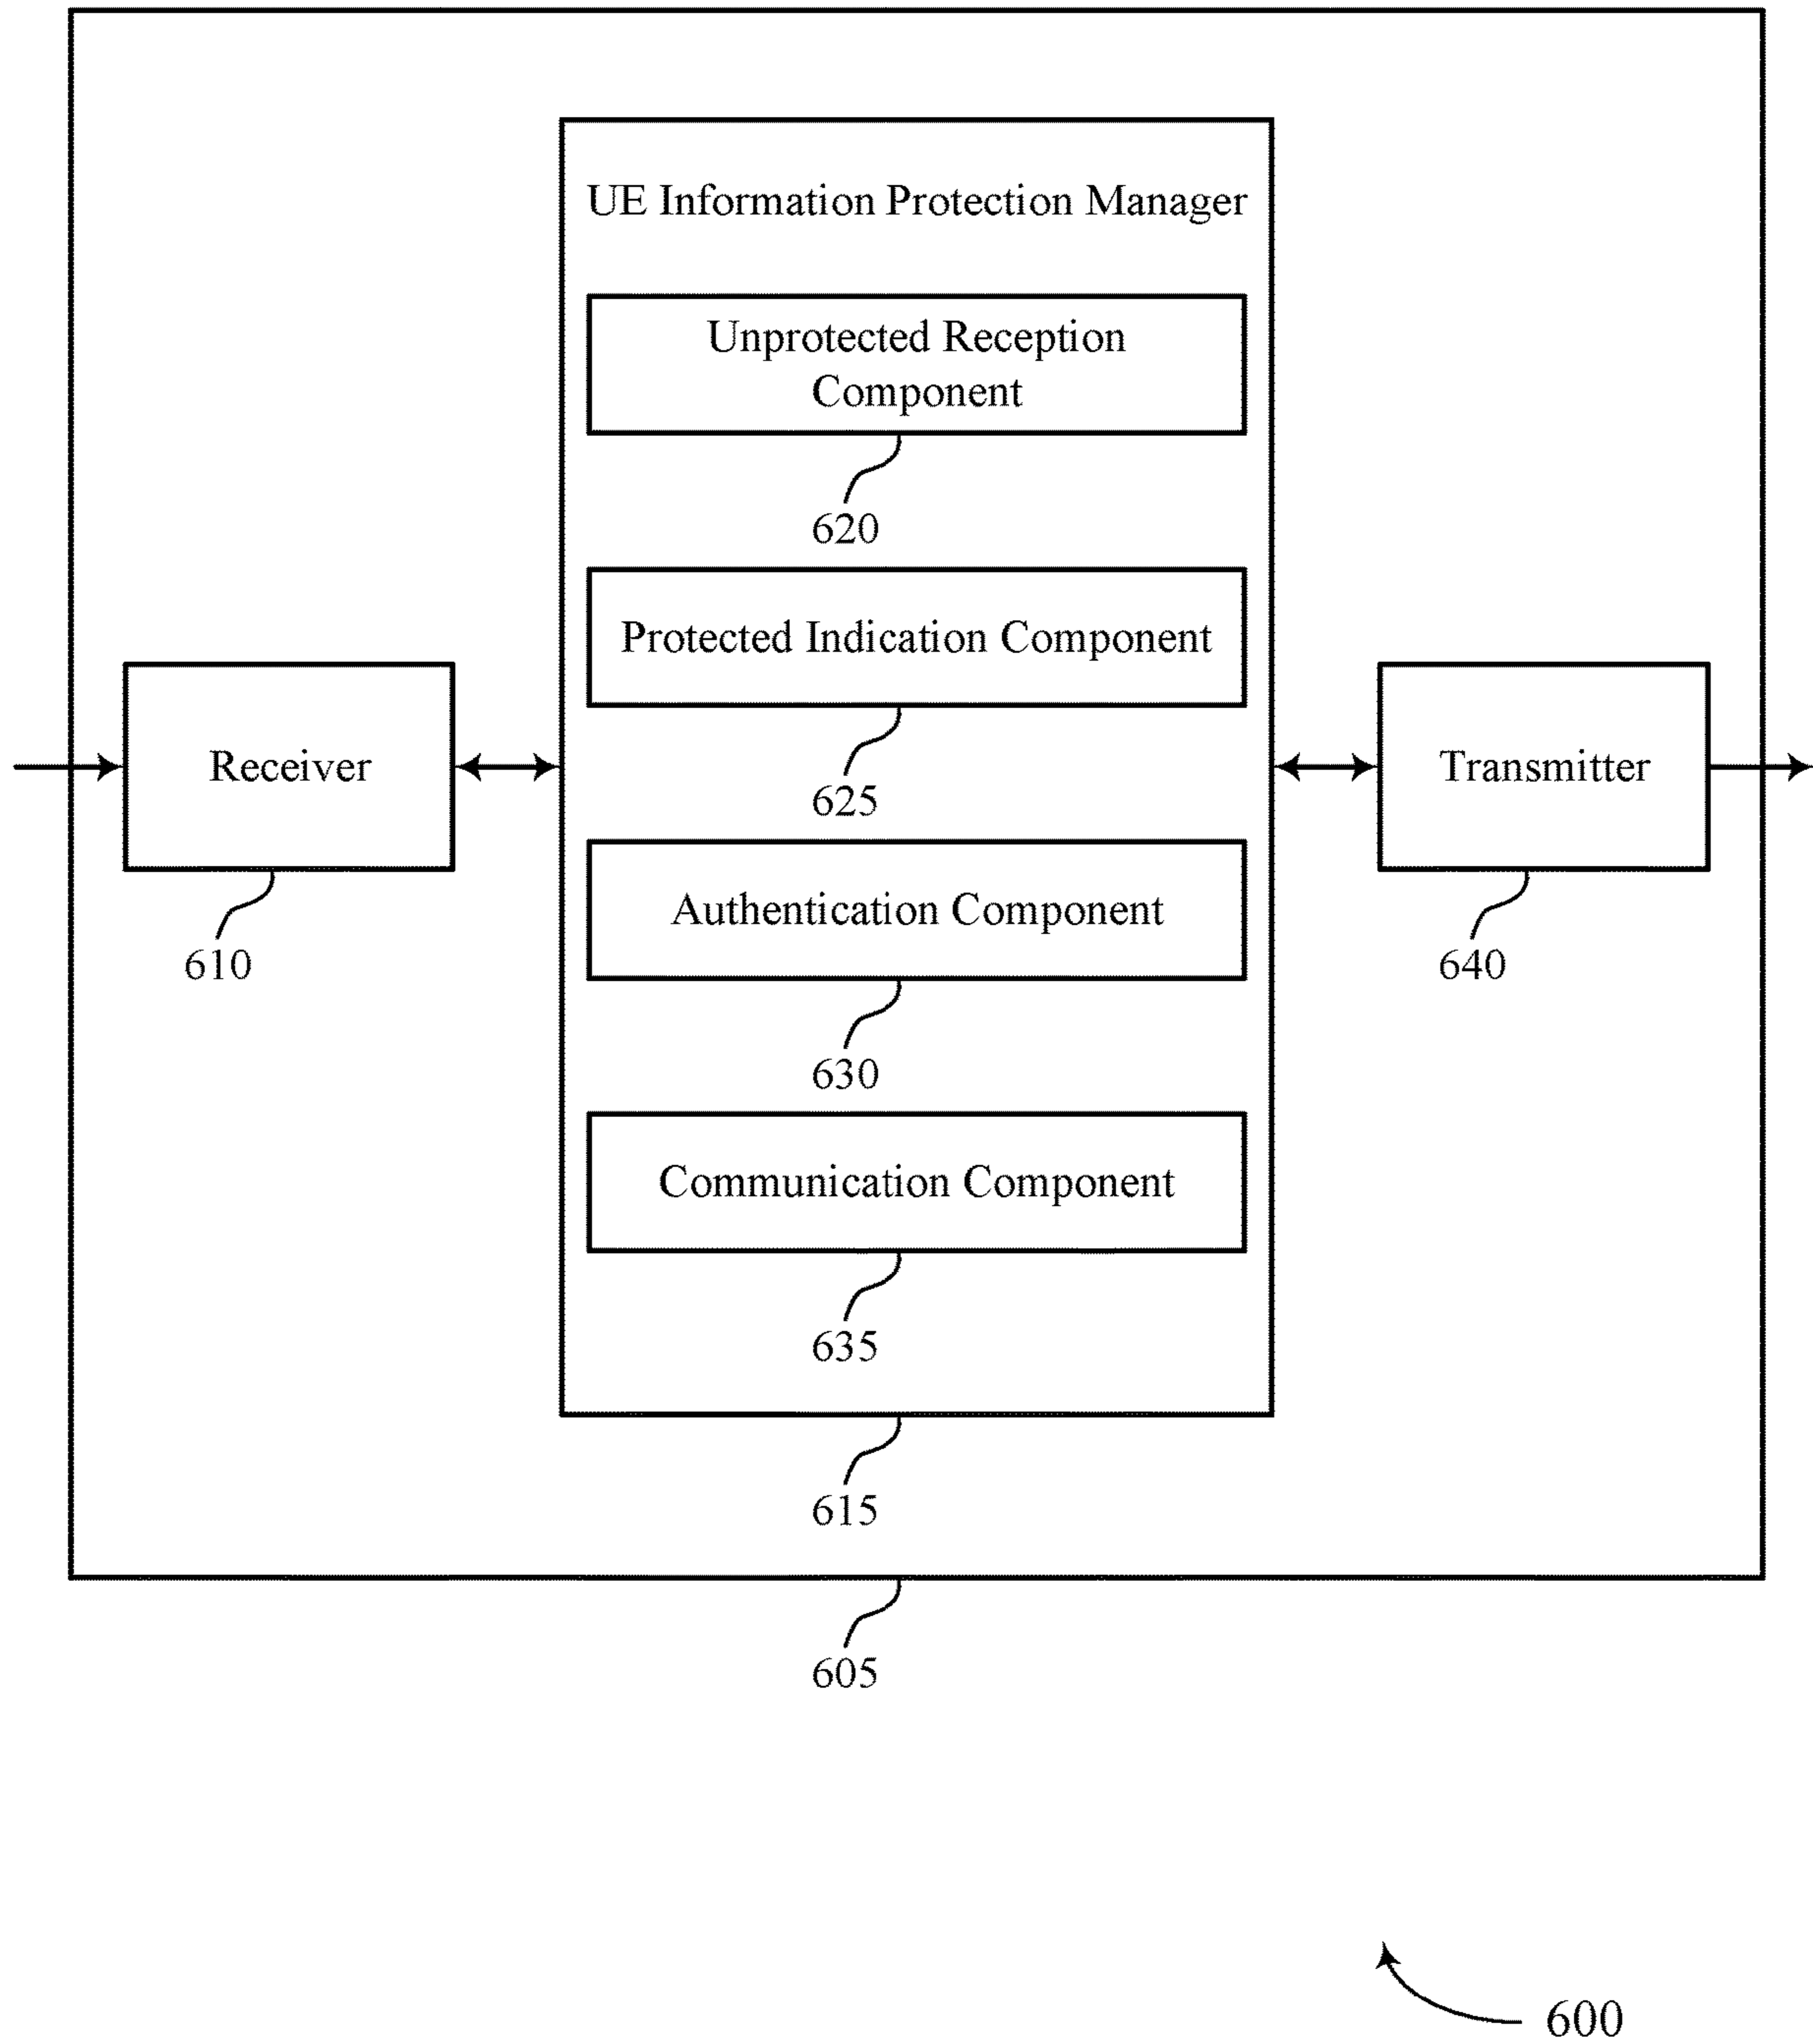 UE Information Protection Manager
Unprotected Reception
Component
620
Protected Indication Component
625
Receiver
610
Transmitter
640
Authentication Component
630
Communication Component
635
615
605
600